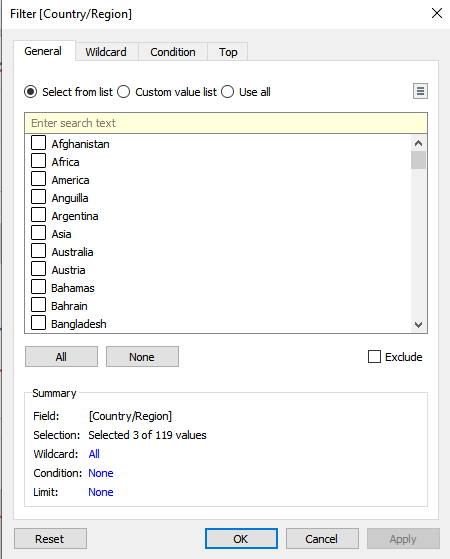 Filter [Country/Region]
General Wildcard Condition Top
Select from list Custom value list Use all
Enter search text
Afghanistan
Africa
America
Anguilla
Argentina
Asia
Australia
Austria
Bahamas
Bahrain
Bangladesh
All None Exclude
Summary
Field: [Country/Region]
Selection: Selected 3 of 119 values
Wildcard: All
Condition: None
Limit: None
Reset OK Cancel Apply